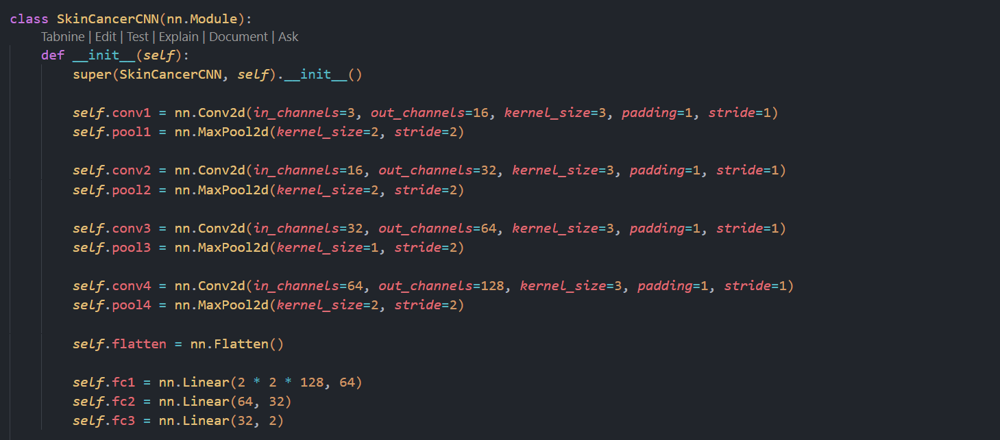 class SkinCancerCNN(nn.Module):
Tabnine | Edit | Test | Explain | Document | Ask
def __init__(self):
super(SkinCancerCNN, self).__init__()
self.conv1 = nn.Conv2d(in_channels=3, out_channels=16, kernel_size=3, padding=1, stride=1)
self.pool1 = nn.MaxPool2d(kernel_size=2, stride=2)
self.conv2 = nn.Conv2d(in_channels=16, out_channels=32, kernel_size=3, padding=1, stride=1)
self.pool2 = nn.MaxPool2d(kernel_size=2, stride=2)
self.conv3 = nn.Conv2d(in_channels=32, out_channels=64, kernel_size=3, padding=1, stride=1)
self.pool3 = nn.MaxPool2d(kernel_size=1, stride=2)
self.conv4 = nn.Conv2d(in_channels=64, out_channels=128, kernel_size=3, padding=1, stride=1)
self.pool4 = nn.MaxPool2d(kernel_size=2, stride=2)
self.flatten = nn.Flatten()
self.fc1 = nn.Linear(2 * 2 * 128, 64)
self.fc2 = nn.Linear(64, 32)
self.fc3 = nn.Linear(32, 2)